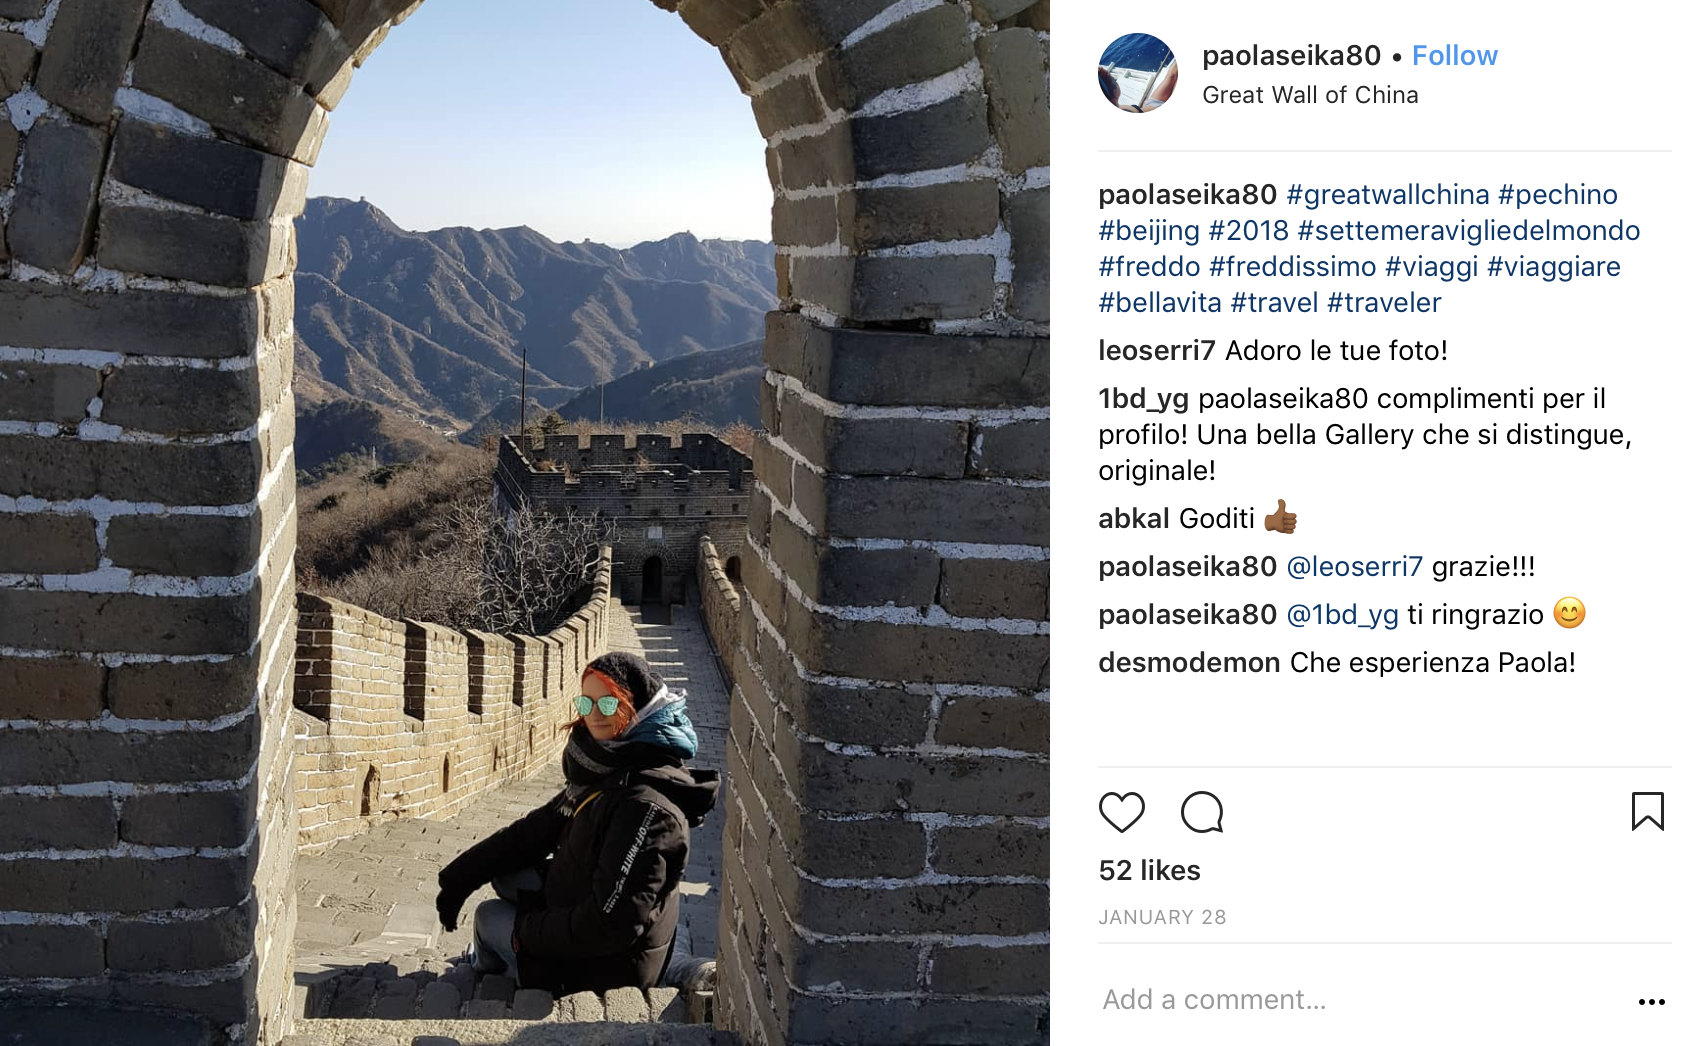 paolaseika80 • Follow
Great Wall of China
paolaseika80 #greatwallchina #pechino
#beijing #2018 #settemeravigliedelmondo
#freddo #freddissimo #viaggi #viaggiare
#bellavita #travel #traveler
leoserri7 Adoro le tue foto!
1bd_yg paolaseika80 complimenti per il
profilo! Una bella Gallery che si distingue,
originale!
abkal Goditi 👍🏾
paolaseika80 @leoserri7 grazie!!!
paolaseika80 @1bd_yg ti ringrazio 😊
desmodemon Che esperienza Paola!
52 likes
JANUARY 28
Add a comment...
OFF-WHITE